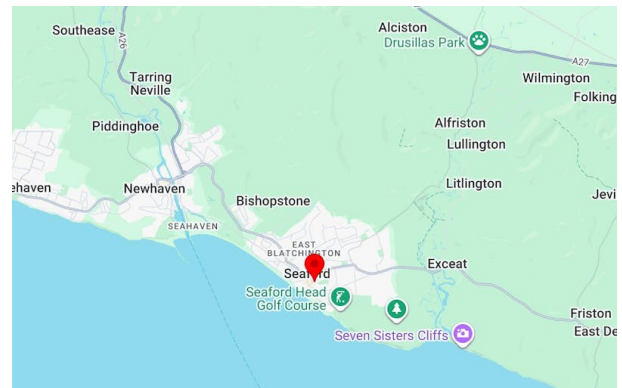 Southease
A26
Alciston
Drusillas Park
A27
Wilmington
Folking
Tarring
Neville
Piddinghoe
Alfriston
Lullington
Litlington
Jevi
ehaven
Newhaven
Bishopstone
SEAHAVEN
EAST
BLATCHINGTON
Seaford
Exceat
Seaford Head
Golf Course
Seven Sisters Cliffs
Friston
East De